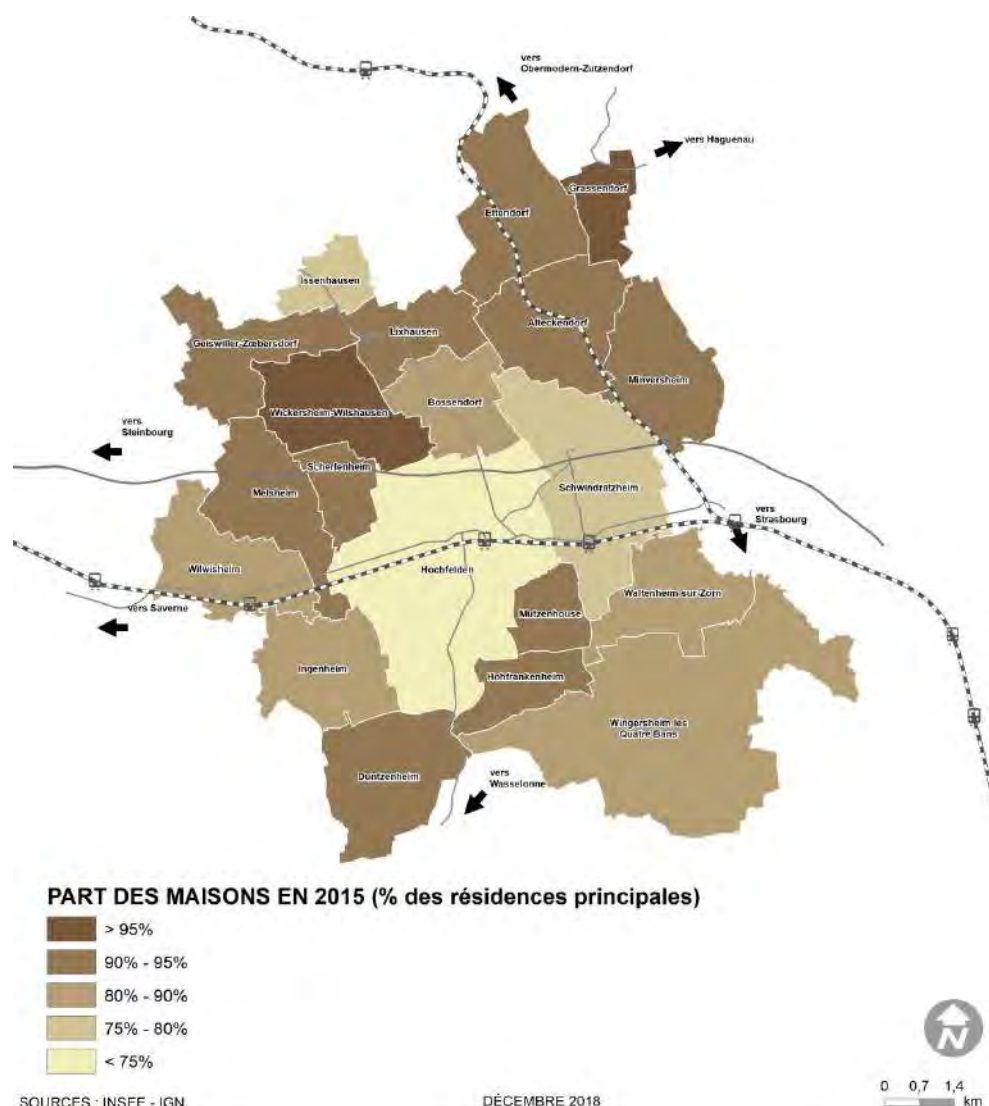 vers
Obermodern-Zutzendorf
vers Haguenau
Grassendorf
Ettendorf
Issenhausen
Alteckendorf
Lixhausen
Geiswiller-Zœbersdorf
Minversheim
Bossendorf
Wickersheim-Wilshausen
vers
Steinbourg
Scherlenheim
Melsheim
Schwindratzheim
vers
Strasbourg
Wilwisheim
Hochfelden
Waltenheim-sur-Zorn
vers Saverne
Mutzenhouse
Ingenheim
Hohfrankenheim
Wingersheim les
Quatre Bans
Duntzenheim
vers
Wasselonne
PART DES MAISONS EN 2015 (% des résidences principales)
> 95%
90% - 95%
80% - 90%
75% - 80%
< 75%
N
0 0,7 1,4
km
SOURCES : INSEE - IGN
DÉCEMBRE 2018